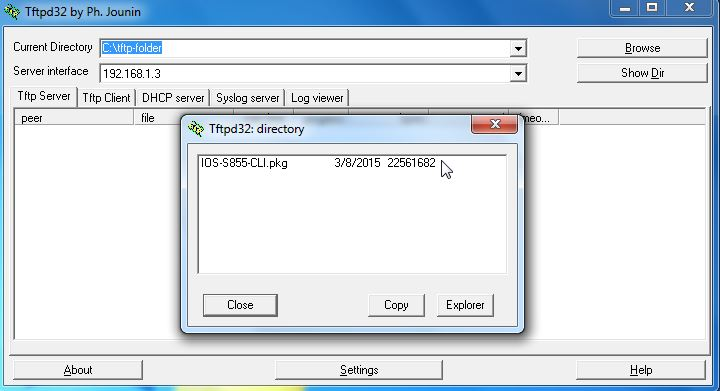 Tftpd32 by Ph. Jounin
Current Directory C:\tftp-folder Browse
Server interface 192.168.1.3 Show Dir
Tftp Server Tftp Client DHCP server Syslog server Log viewer
peer file meo...
Tftpd32: directory
IOS-S855-CLI.pkg 3/8/2015 22561682
Close Copy Explorer
About Settings Help